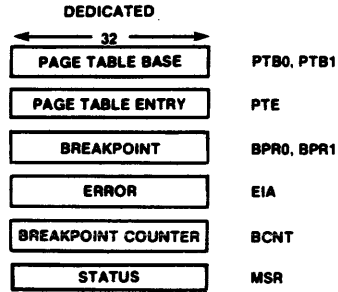 DEDICATED
32
PAGE TABLE BASE PTB0, PTB1
PAGE TABLE ENTRY PTE
BREAKPOINT BPR0, BPR1
ERROR EIA
BREAKPOINT COUNTER BCNT
STATUS MSR